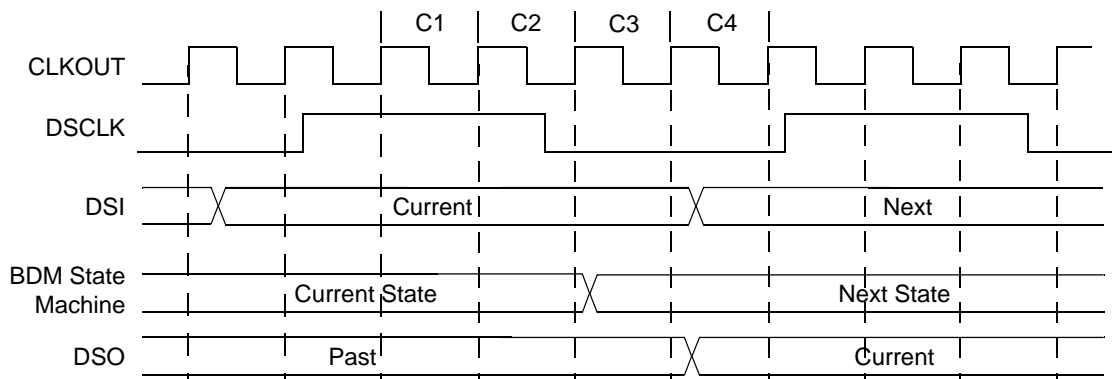 C1 C2 C3 C4
CLKOUT
DSCLK
DSI Current Next
BDM State
Machine Current State Next State
DSO Past Current